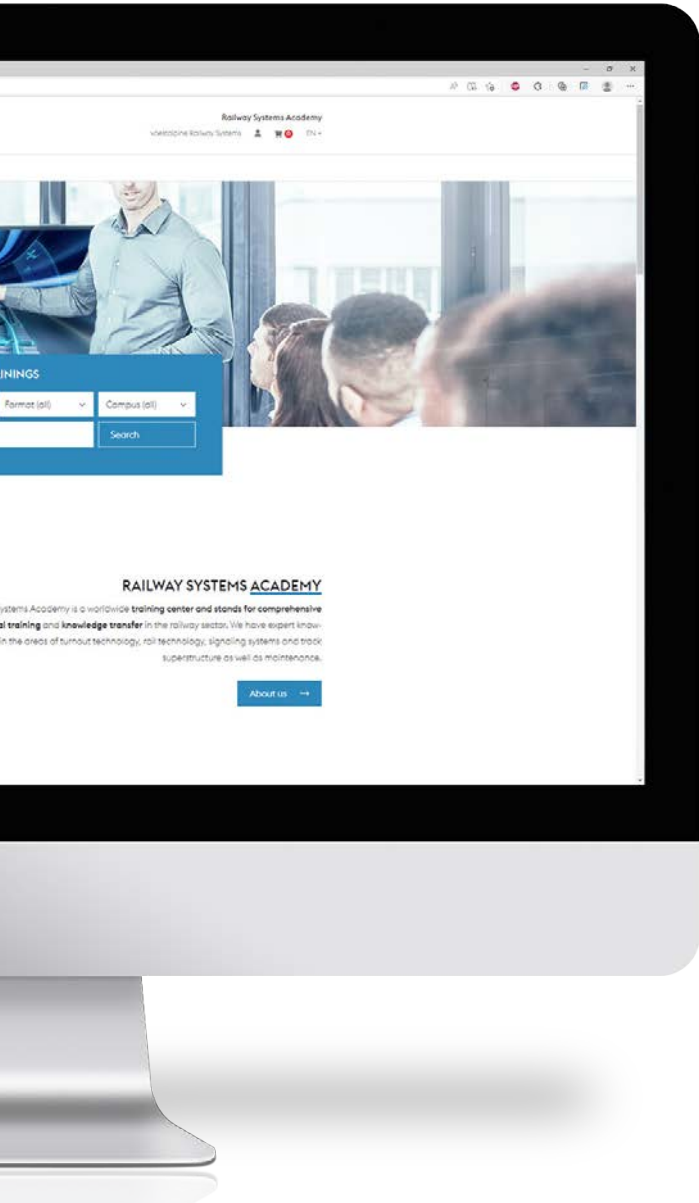 Railway Systems Academy
voestalpine Railway Systems 0 EN
ININGS
Format (all) Campus (all)
Search
RAILWAY SYSTEMS ACADEMY
ystems Academy is a worldwide training center and stands for comprehensive
al training and knowledge transfer in the railway sector. We have expert know-
in the areas of turnout technology, rail technology, signaling systems and track
superstructure as well as maintenance.
About us →